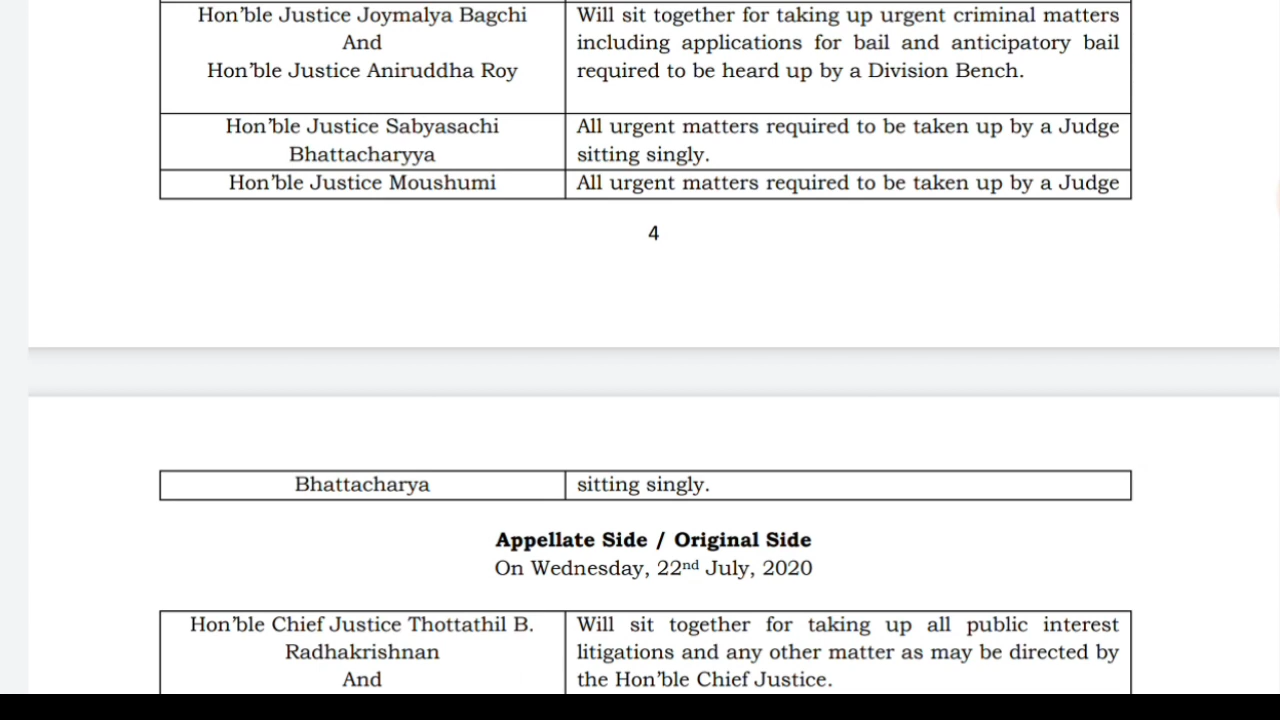 Hon'ble Justice Joymalya Bagchi
And
Hon'ble Justice Aniruddha Roy
Will sit together for taking up urgent criminal matters
including applications for bail and anticipatory bail
required to be heard up by a Division Bench.
Hon'ble Justice Sabyasachi
Bhattacharyya
All urgent matters required to be taken up by a Judge
sitting singly.
Hon'ble Justice Moushumi
All urgent matters required to be taken up by a Judge
4
Bhattacharya
sitting singly.
Appellate Side / Original Side
On Wednesday, 22nd July, 2020
Hon'ble Chief Justice Thottathil B.
Radhakrishnan
And
Will sit together for taking up all public interest
litigations and any other matter as may be directed by
the Hon'ble Chief Justice.